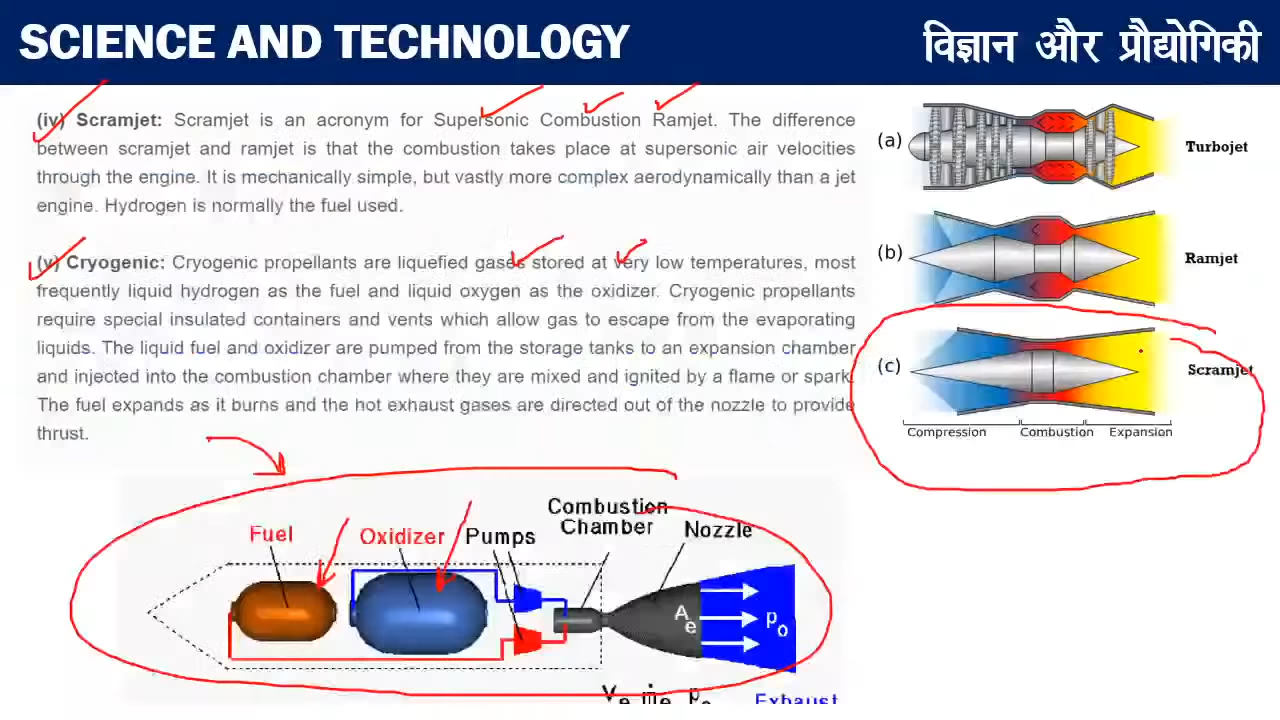 SCIENCE AND TECHNOLOGY
विज्ञान और प्रौद्योगिकी
(iv) Scramjet: Scramjet is an acronym for Supersonic Combustion Ramjet. The difference
between scramjet and ramjet is that the combustion takes place at supersonic air velocities
through the engine. It is mechanically simple, but vastly more complex aerodynamically than a jet
engine. Hydrogen is normally the fuel used.
(v) Cryogenic: Cryogenic propellants are liquefied gases stored at very low temperatures, most
frequently liquid hydrogen as the fuel and liquid oxygen as the oxidizer. Cryogenic propellants
require special insulated containers and vents which allow gas to escape from the evaporating
liquids. The liquid fuel and oxidizer are pumped from the storage tanks to an expansion chamber
and injected into the combustion chamber where they are mixed and ignited by a flame or spark.
The fuel expands as it burns and the hot exhaust gases are directed out of the nozzle to provide
thrust.
(a) Turbojet
(b) Ramjet
(c) Scramjet
Compression Combustion Expansion
Combustion
Chamber
Fuel Oxidizer Pumps Nozzle
Ae po
Exhaust